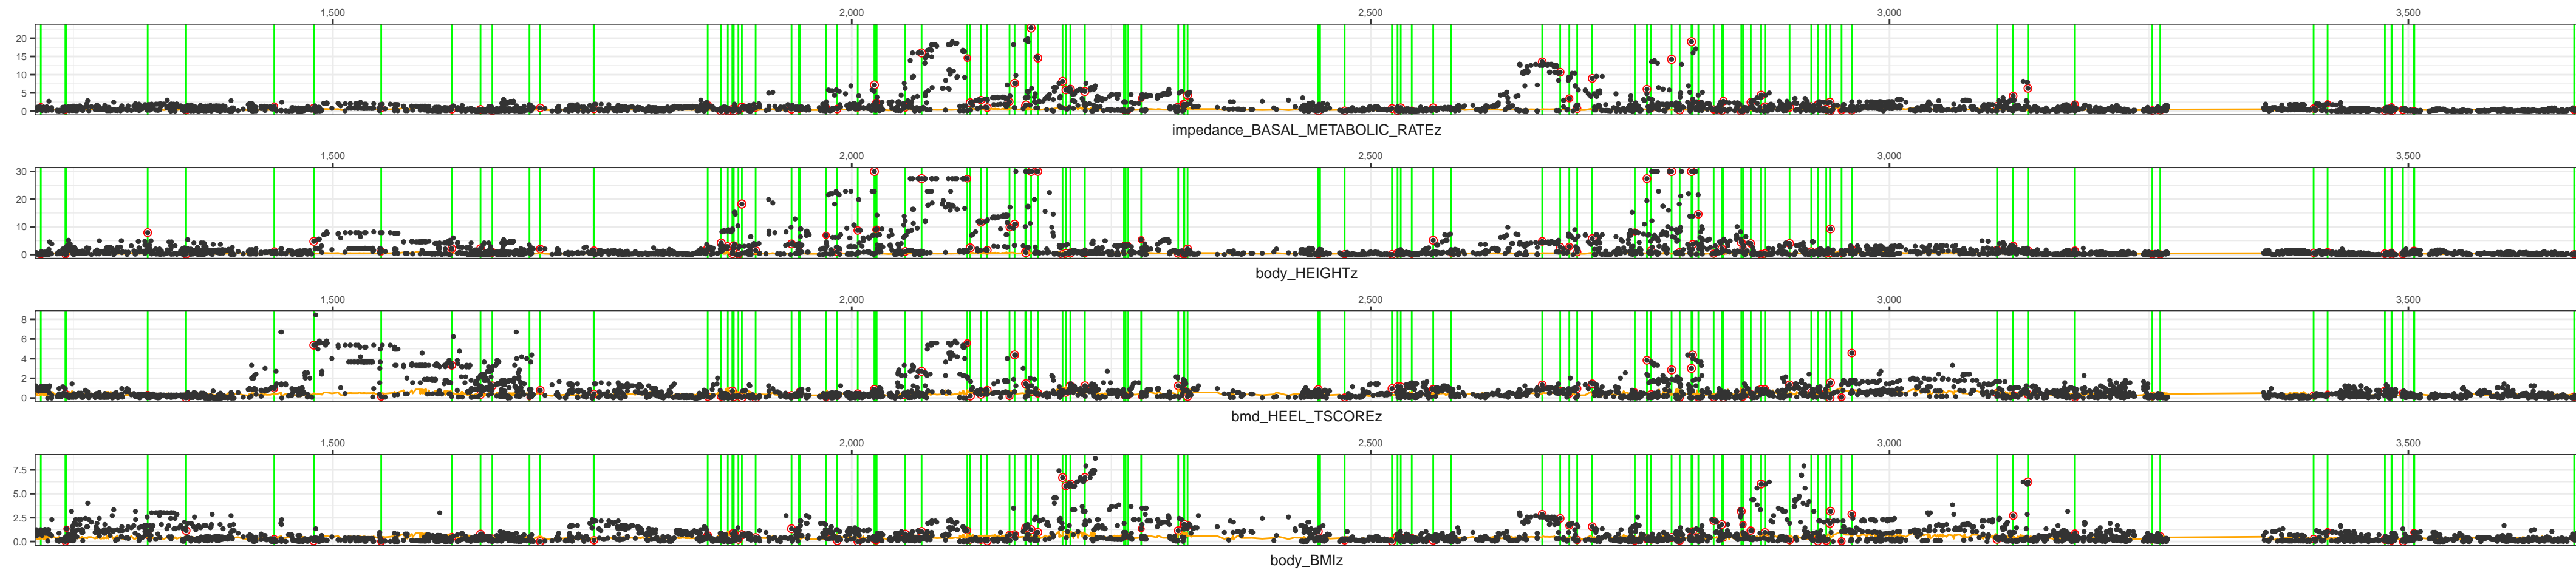 1,500 2,000 2,500 3,000 3,500
20
15
10
5
0
impedance_BASAL_METABOLIC_RATEz
1,500 2,000 2,500 3,000 3,500
30
20
10
0
body_HEIGHTz
1,500 2,000 2,500 3,000 3,500
8
6
4
2
0
bmd_HEEL_TSCOREz
1,500 2,000 2,500 3,000 3,500
7.5
5.0
2.5
0.0
body_BMIz